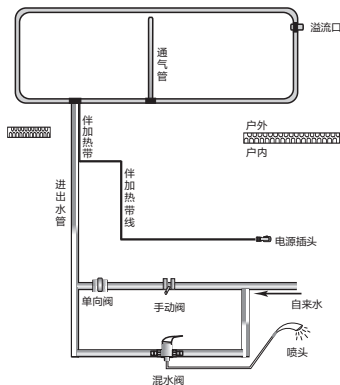 溢流口
通气管
伴加热带
户外
户内
进出水管
伴加热带线
电源插头
单向阀
手动阀
自来水
喷头
混水阀